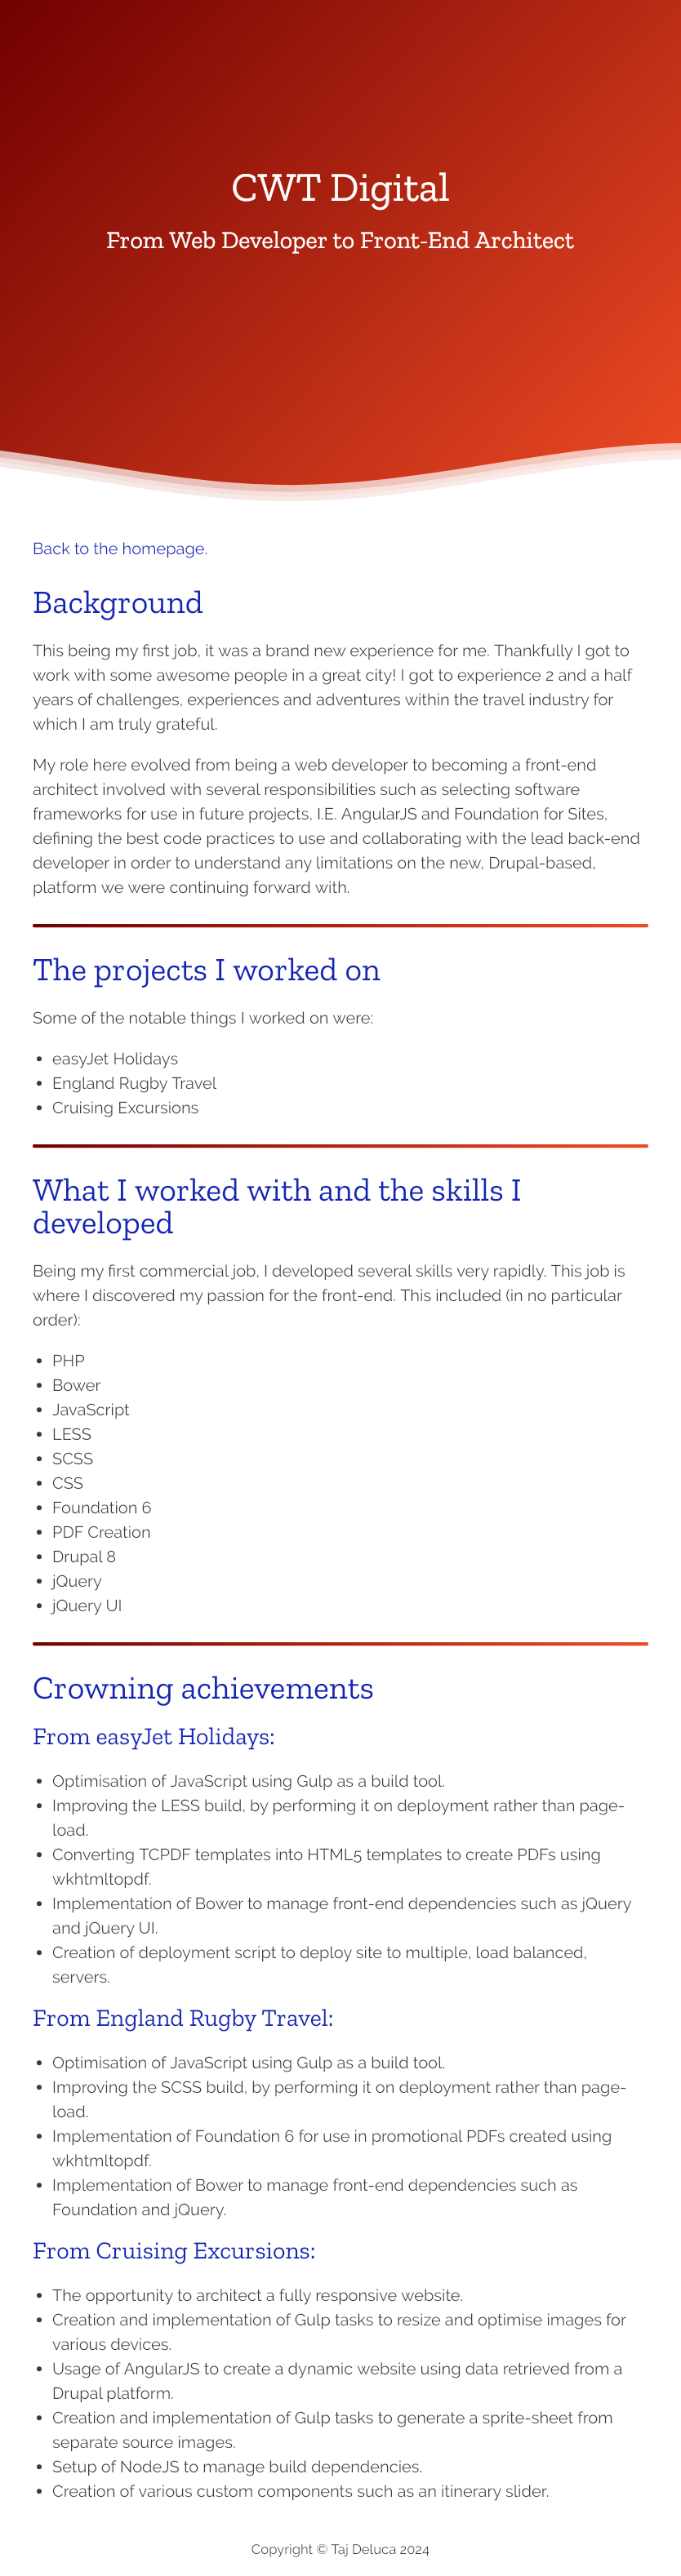 CWT Digital
From Web Developer to Front-End Architect
Back to the homepage.
Background
This being my first job, it was a brand new experience for me. Thankfully I got to
work with some awesome people in a great city! I got to experience 2 and a half
years of challenges, experiences and adventures within the travel industry for
which I am truly grateful.
My role here evolved from being a web developer to becoming a front-end
architect involved with several responsibilities such as selecting software
frameworks for use in future projects, I.E. AngularJS and Foundation for Sites,
defining the best code practices to use and collaborating with the lead back-end
developer in order to understand any limitations on the new, Drupal-based,
platform we were continuing forward with.
The projects I worked on
Some of the notable things I worked on were:
• easyJet Holidays
• England Rugby Travel
• Cruising Excursions
What I worked with and the skills I
developed
Being my first commercial job, I developed several skills very rapidly. This job is
where I discovered my passion for the front-end. This included (in no particular
order):
• PHP
• Bower
• JavaScript
• LESS
• SCSS
• CSS
• Foundation 6
• PDF Creation
• Drupal 8
• jQuery
• jQuery UI
Crowning achievements
From easyJet Holidays:
• Optimisation of JavaScript using Gulp as a build tool.
• Improving the LESS build, by performing it on deployment rather than page-
load.
• Converting TCPDF templates into HTML5 templates to create PDFs using
wkhtmltopdf.
• Implementation of Bower to manage front-end dependencies such as jQuery
and jQuery UI.
• Creation of deployment script to deploy site to multiple, load balanced,
servers.
From England Rugby Travel:
• Optimisation of JavaScript using Gulp as a build tool.
• Improving the SCSS build, by performing it on deployment rather than page-
load.
• Implementation of Foundation 6 for use in promotional PDFs created using
wkhtmltopdf.
• Implementation of Bower to manage front-end dependencies such as
Foundation and jQuery.
From Cruising Excursions:
• The opportunity to architect a fully responsive website.
• Creation and implementation of Gulp tasks to resize and optimise images for
various devices.
• Usage of AngularJS to create a dynamic website using data retrieved from a
Drupal platform.
• Creation and implementation of Gulp tasks to generate a sprite-sheet from
separate source images.
• Setup of NodeJS to manage build dependencies.
• Creation of various custom components such as an itinerary slider.
Copyright © Taj Deluca 2024